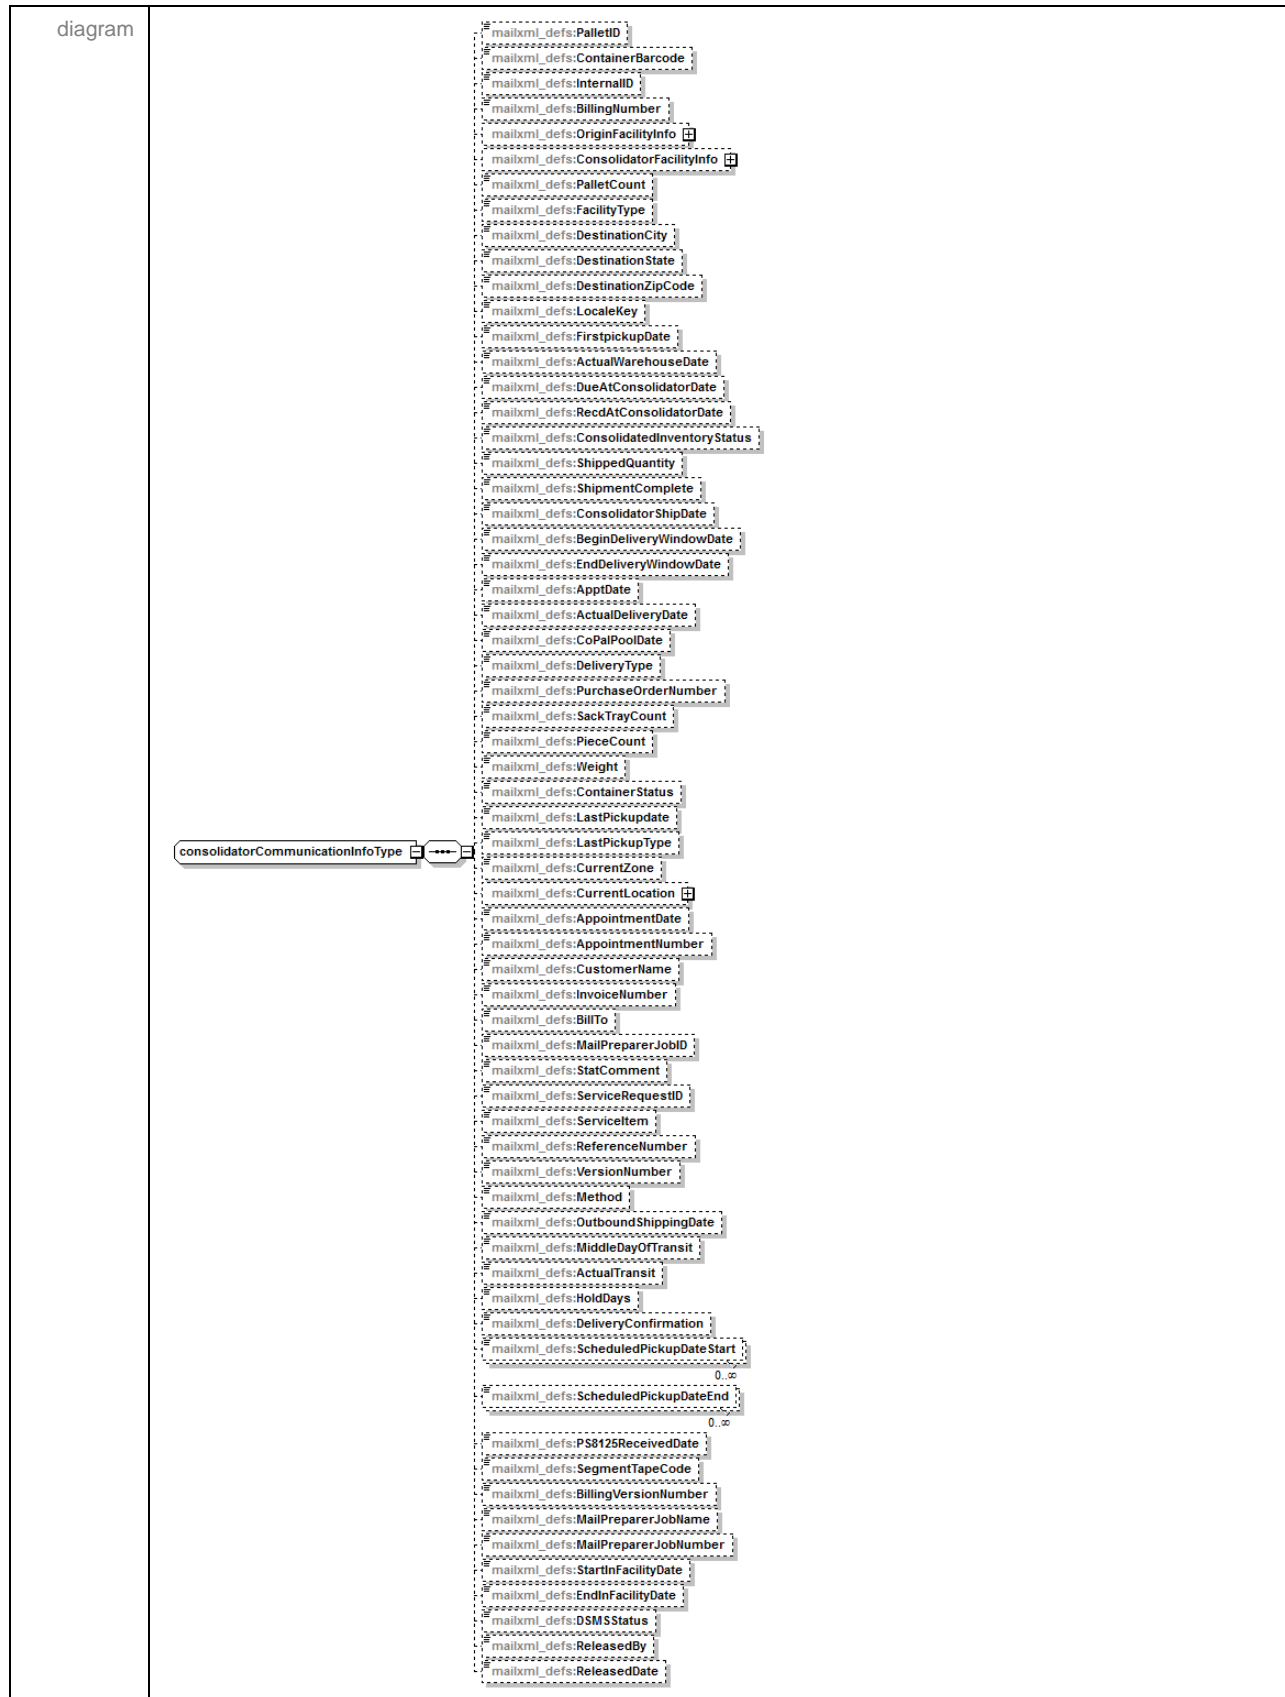 diagram
mailxml_defs:PalletID
mailxml_defs:ContainerBarcode
mailxml_defs:InternalID
mailxml_defs:BillingNumber
mailxml_defs:OriginFacilityInfo
mailxml_defs:ConsolidatorFacilityInfo
mailxml_defs:PalletCount
mailxml_defs:FacilityType
mailxml_defs:DestinationCity
mailxml_defs:DestinationState
mailxml_defs:DestinationZipCode
mailxml_defs:LocaleKey
mailxml_defs:FirstpickupDate
mailxml_defs:ActualWarehouseDate
mailxml_defs:DueAtConsolidatorDate
mailxml_defs:RecdAtConsolidatorDate
mailxml_defs:ConsolidatedInventoryStatus
mailxml_defs:ShippedQuantity
mailxml_defs:ShipmentComplete
mailxml_defs:ConsolidatorShipDate
mailxml_defs:BeginDeliveryWindowDate
mailxml_defs:EndDeliveryWindowDate
mailxml_defs:ApptDate
mailxml_defs:ActualDeliveryDate
mailxml_defs:CoPalPoolDate
mailxml_defs:DeliveryType
mailxml_defs:PurchaseOrderNumber
mailxml_defs:SackTrayCount
mailxml_defs:PieceCount
mailxml_defs:Weight
mailxml_defs:ContainerStatus
mailxml_defs:LastPickupdate
mailxml_defs:LastPickupType
consolidatorCommunicationInfoType
mailxml_defs:CurrentZone
mailxml_defs:CurrentLocation
mailxml_defs:AppointmentDate
mailxml_defs:AppointmentNumber
mailxml_defs:CustomerName
mailxml_defs:InvoiceNumber
mailxml_defs:BillTo
mailxml_defs:MailPreparerJobID
mailxml_defs:StatComment
mailxml_defs:ServiceRequestID
mailxml_defs:ServiceItem
mailxml_defs:ReferenceNumber
mailxml_defs:VersionNumber
mailxml_defs:Method
mailxml_defs:OutboundShippingDate
mailxml_defs:MiddleDayOfTransit
mailxml_defs:ActualTransit
mailxml_defs:HoldDays
mailxml_defs:DeliveryConfirmation
mailxml_defs:ScheduledPickupDateStart
0..∞
mailxml_defs:ScheduledPickupDateEnd
0..∞
mailxml_defs:PS8125ReceivedDate
mailxml_defs:SegmentTapeCode
mailxml_defs:BillingVersionNumber
mailxml_defs:MailPreparerJobName
mailxml_defs:MailPreparerJobNumber
mailxml_defs:StartInFacilityDate
mailxml_defs:EndInFacilityDate
mailxml_defs:DSMSStatus
mailxml_defs:ReleasedBy
mailxml_defs:ReleasedDate